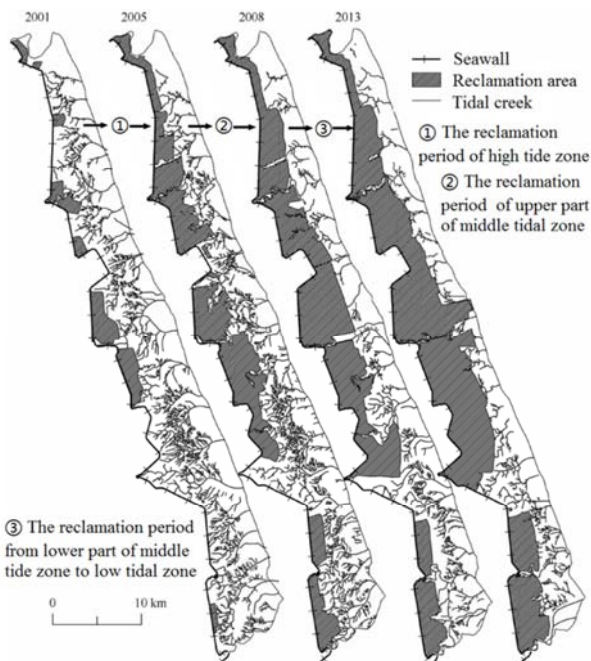 2001 2005 2008 2013
Seawall
Reclamation area
Tidal creek
① The reclamation
period of high tide zone
② The reclamation
period of upper part
of middle tidal zone
① ② ③
③ The reclamation period
from lower part of middle
tide zone to low tidal zone
0 10 km